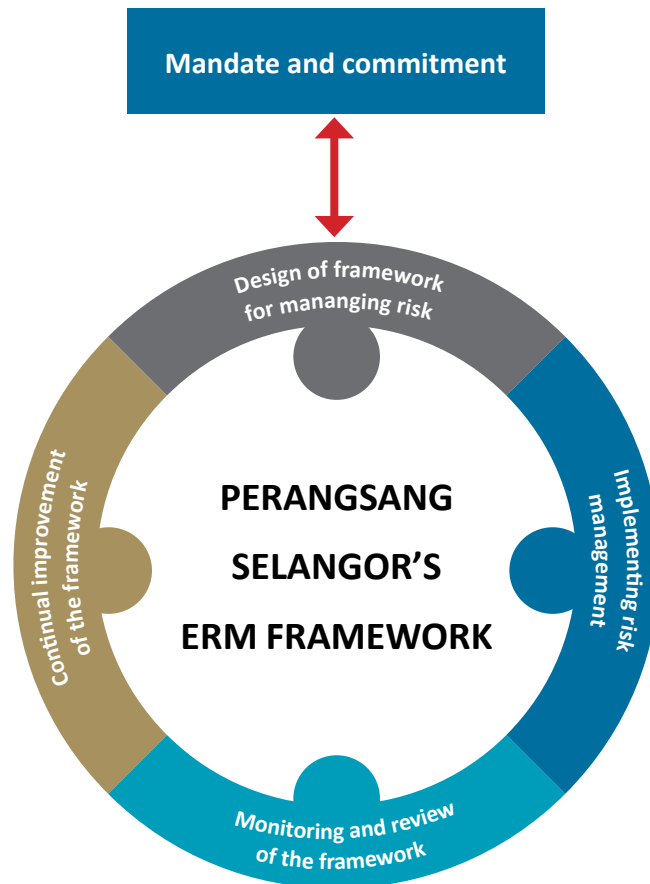 Mandate and commitment
Design of framework
for mananging risk
PERANGSANG
SELANGOR’S
ERM FRAMEWORK
Implementing risk
management
Monitoring and review
of the framework
Continual improvement
of the framework